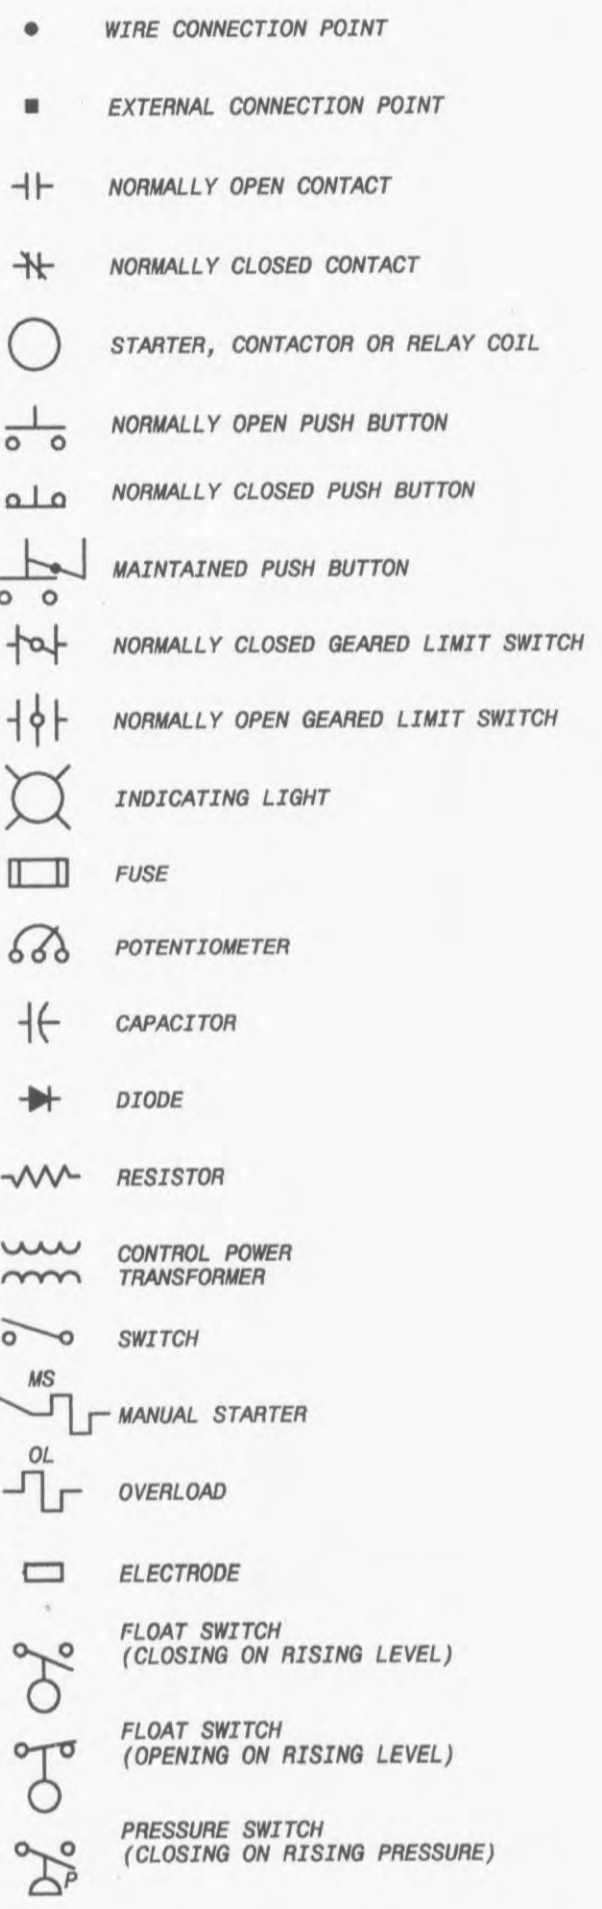 WIRE CONNECTION POINT
EXTERNAL CONNECTION POINT
NORMALLY OPEN CONTACT
NORMALLY CLOSED CONTACT
STARTER, CONTACTOR OR RELAY COIL
NORMALLY OPEN PUSH BUTTON
NORMALLY CLOSED PUSH BUTTON
MAINTAINED PUSH BUTTON
NORMALLY CLOSED GEARED LIMIT SWITCH
NORMALLY OPEN GEARED LIMIT SWITCH
INDICATING LIGHT
FUSE
POTENTIOMETER
CAPACITOR
DIODE
RESISTOR
CONTROL POWER
TRANSFORMER
SWITCH
MS
MANUAL STARTER
OL
OVERLOAD
ELECTRODE
FLOAT SWITCH
(CLOSING ON RISING LEVEL)
FLOAT SWITCH
(OPENING ON RISING LEVEL)
PRESSURE SWITCH
(CLOSING ON RISING PRESSURE)
P